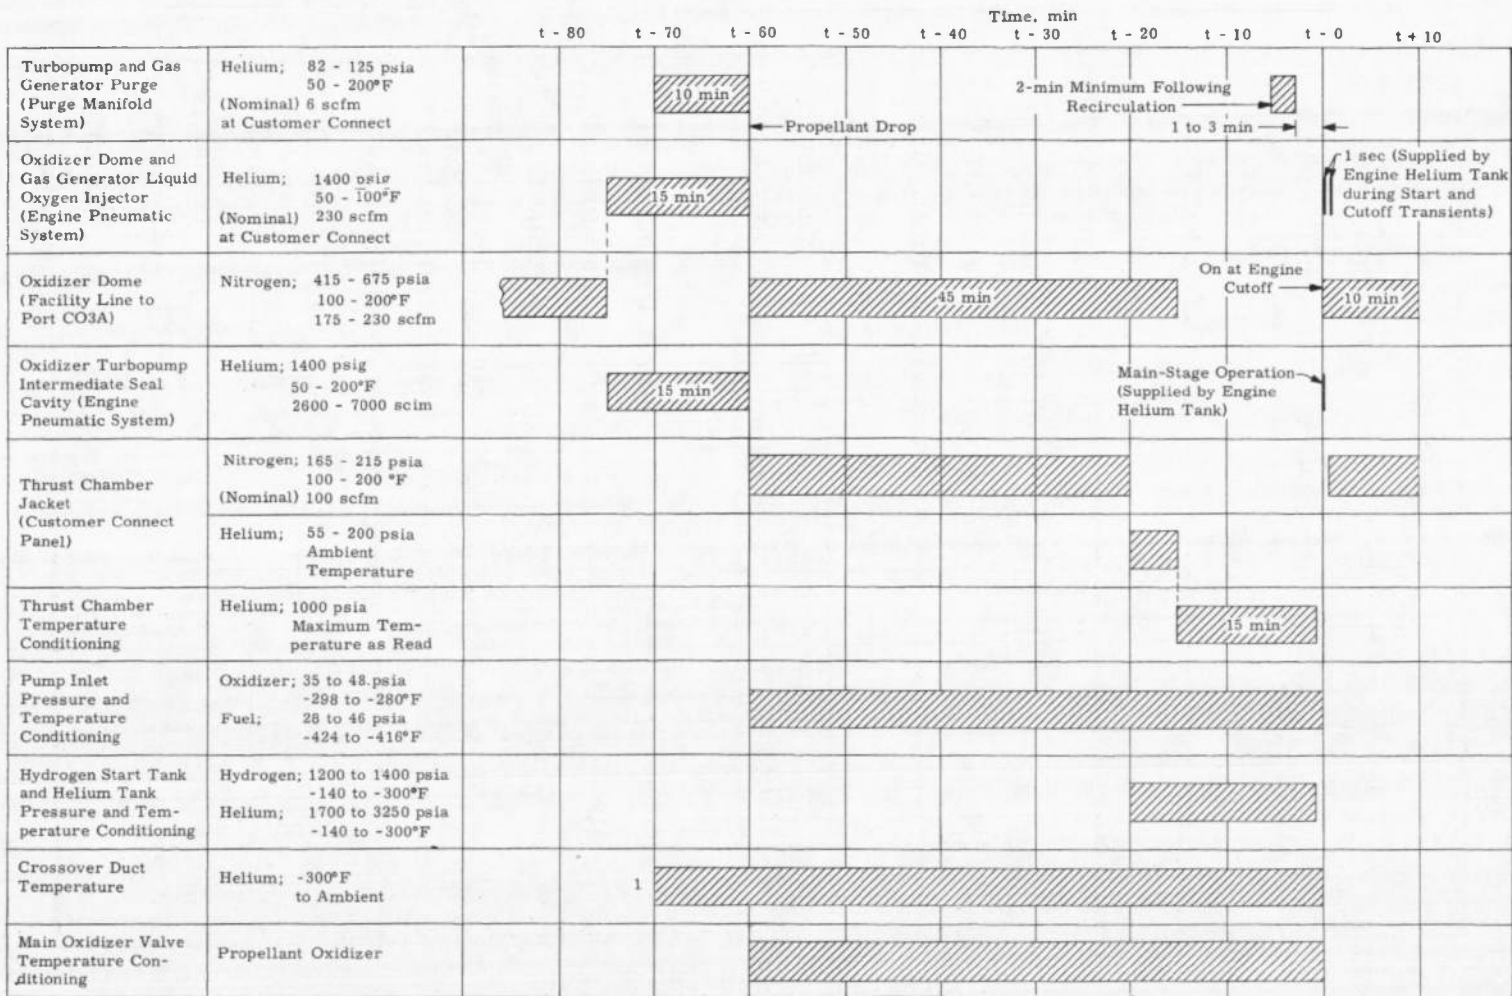 Time, min
t - 80 t - 70 t - 60 t - 50 t - 40 t - 30 t - 20 t - 10 t - 0 t + 10
Turbopump and Gas
Generator Purge
(Purge Manifold
System)
Helium; 82 - 125 psia
50 - 200°F
(Nominal) 6 scfm
at Customer Connect
10 min
Propellant Drop
2-min Minimum Following
Recirculation
1 to 3 min
Oxidizer Dome and
Gas Generator Liquid
Oxygen Injector
(Engine Pneumatic
System)
Helium; 1400 psig
50 - 100°F
(Nominal) 230 scfm
at Customer Connect
15 min
1 sec (Supplied by
Engine Helium Tank
during Start and
Cutoff Transients)
Oxidizer Dome
(Facility Line to
Port CO3A)
Nitrogen; 415 - 675 psia
100 - 200°F
175 - 230 scfm
45 min
On at Engine
Cutoff
10 min
Oxidizer Turbopump
Intermediate Seal
Cavity (Engine
Pneumatic System)
Helium; 1400 psig
50 - 200°F
2600 - 7000 scim
15 min
Main-Stage Operation
(Supplied by Engine
Helium Tank)
Thrust Chamber
Jacket
(Customer Connect
Panel)
Nitrogen; 165 - 215 psia
100 - 200 °F
(Nominal) 100 scfm
Helium; 55 - 200 psia
Ambient
Temperature
Thrust Chamber
Temperature
Conditioning
Helium; 1000 psia
Maximum Tem-
perature as Read
15 min
Pump Inlet
Pressure and
Temperature
Conditioning
Oxidizer; 35 to 48.psia
-298 to -280°F
Fuel; 28 to 46 psia
-424 to -416°F
Hydrogen Start Tank
and Helium Tank
Pressure and Tem-
perature Conditioning
Hydrogen; 1200 to 1400 psia
-140 to -300°F
Helium; 1700 to 3250 psia
-140 to -300°F
Crossover Duct
Temperature
Helium; -300°F
to Ambient
1
Main Oxidizer Valve
Temperature Con-
ditioning
Propellant Oxidizer